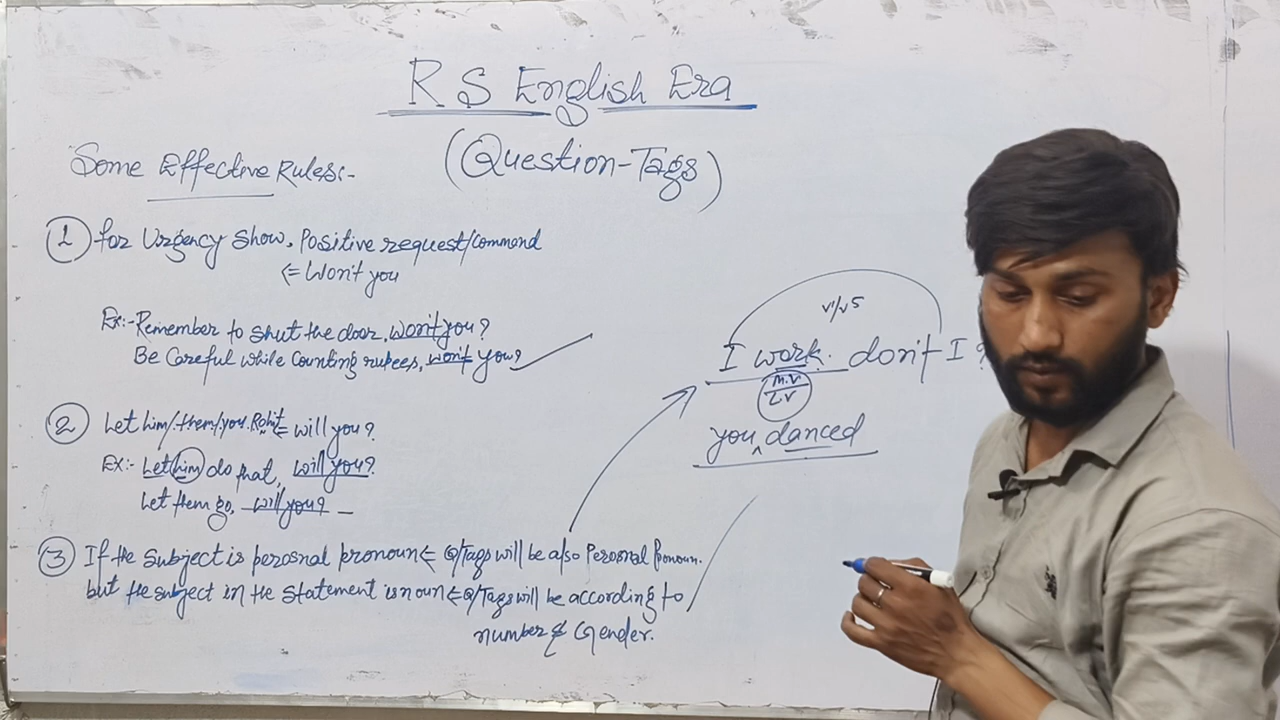 R S English Era
(Question-Tags)
Some Effective Rules:-
1 for Urgency Show, Positive request/Command
<= Won't you
Ex:- Remember to shut the door, won't you?
Be Careful while Counting rupees, won't you?
2 Let him/them/you. Rohit <= will you?
Ex:- Let him do that, will you?
Let them go, will you?
3 If the Subject is perosnal pronoun <= Q/Tags will be also Perosnal Pronoun.
but the subject in the Statement is noun <= Q/Tags will be according to
number & Gender.
v1/v5
I work. don't I ?
M.V
you ^ danced